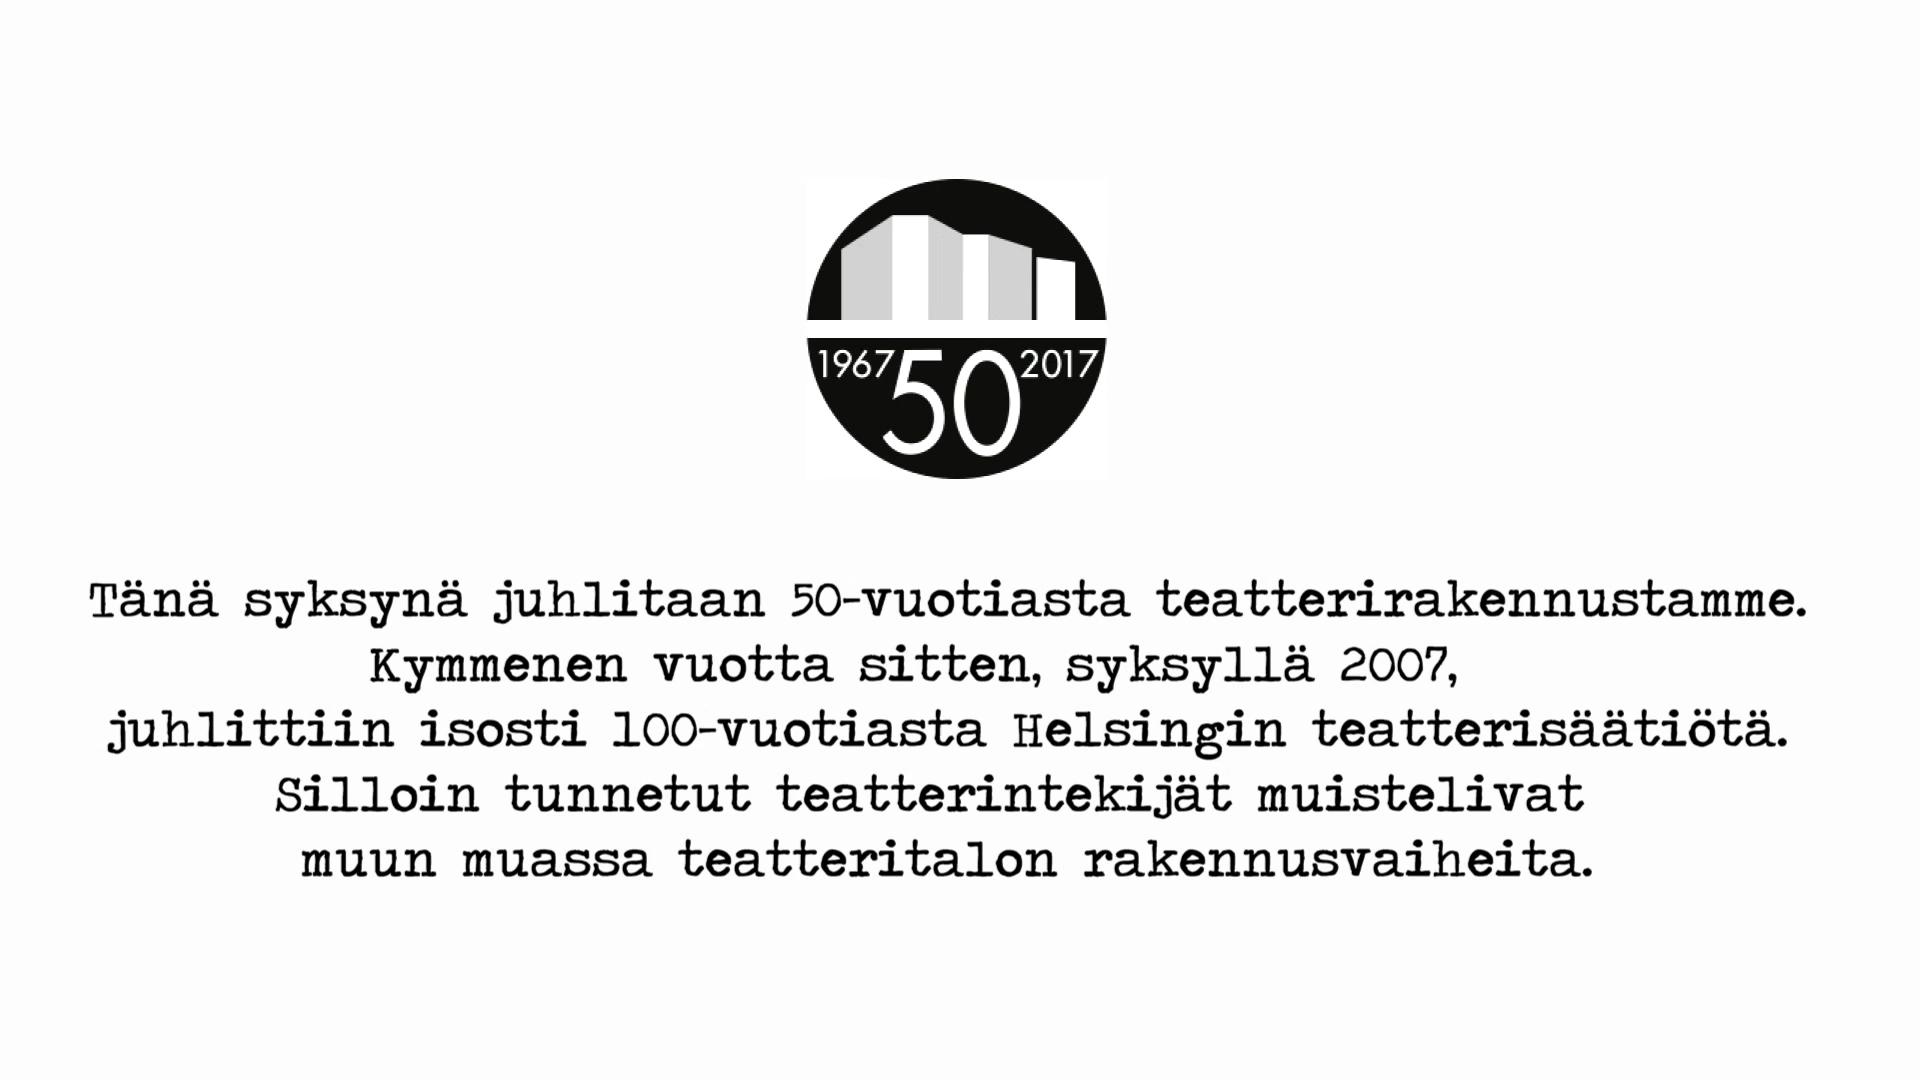 1967 50 2017
Tänä syksynä juhlitaan 50-vuotiasta teatterirakennustamme.
Kymmenen vuotta sitten, syksyllä 2007,
juhlittiin isosti 100-vuotiasta Helsingin teatterisäätiötä.
Silloin tunnetut teatterintekijät muistelivat
muun muassa teatteritalon rakennusvaiheita.